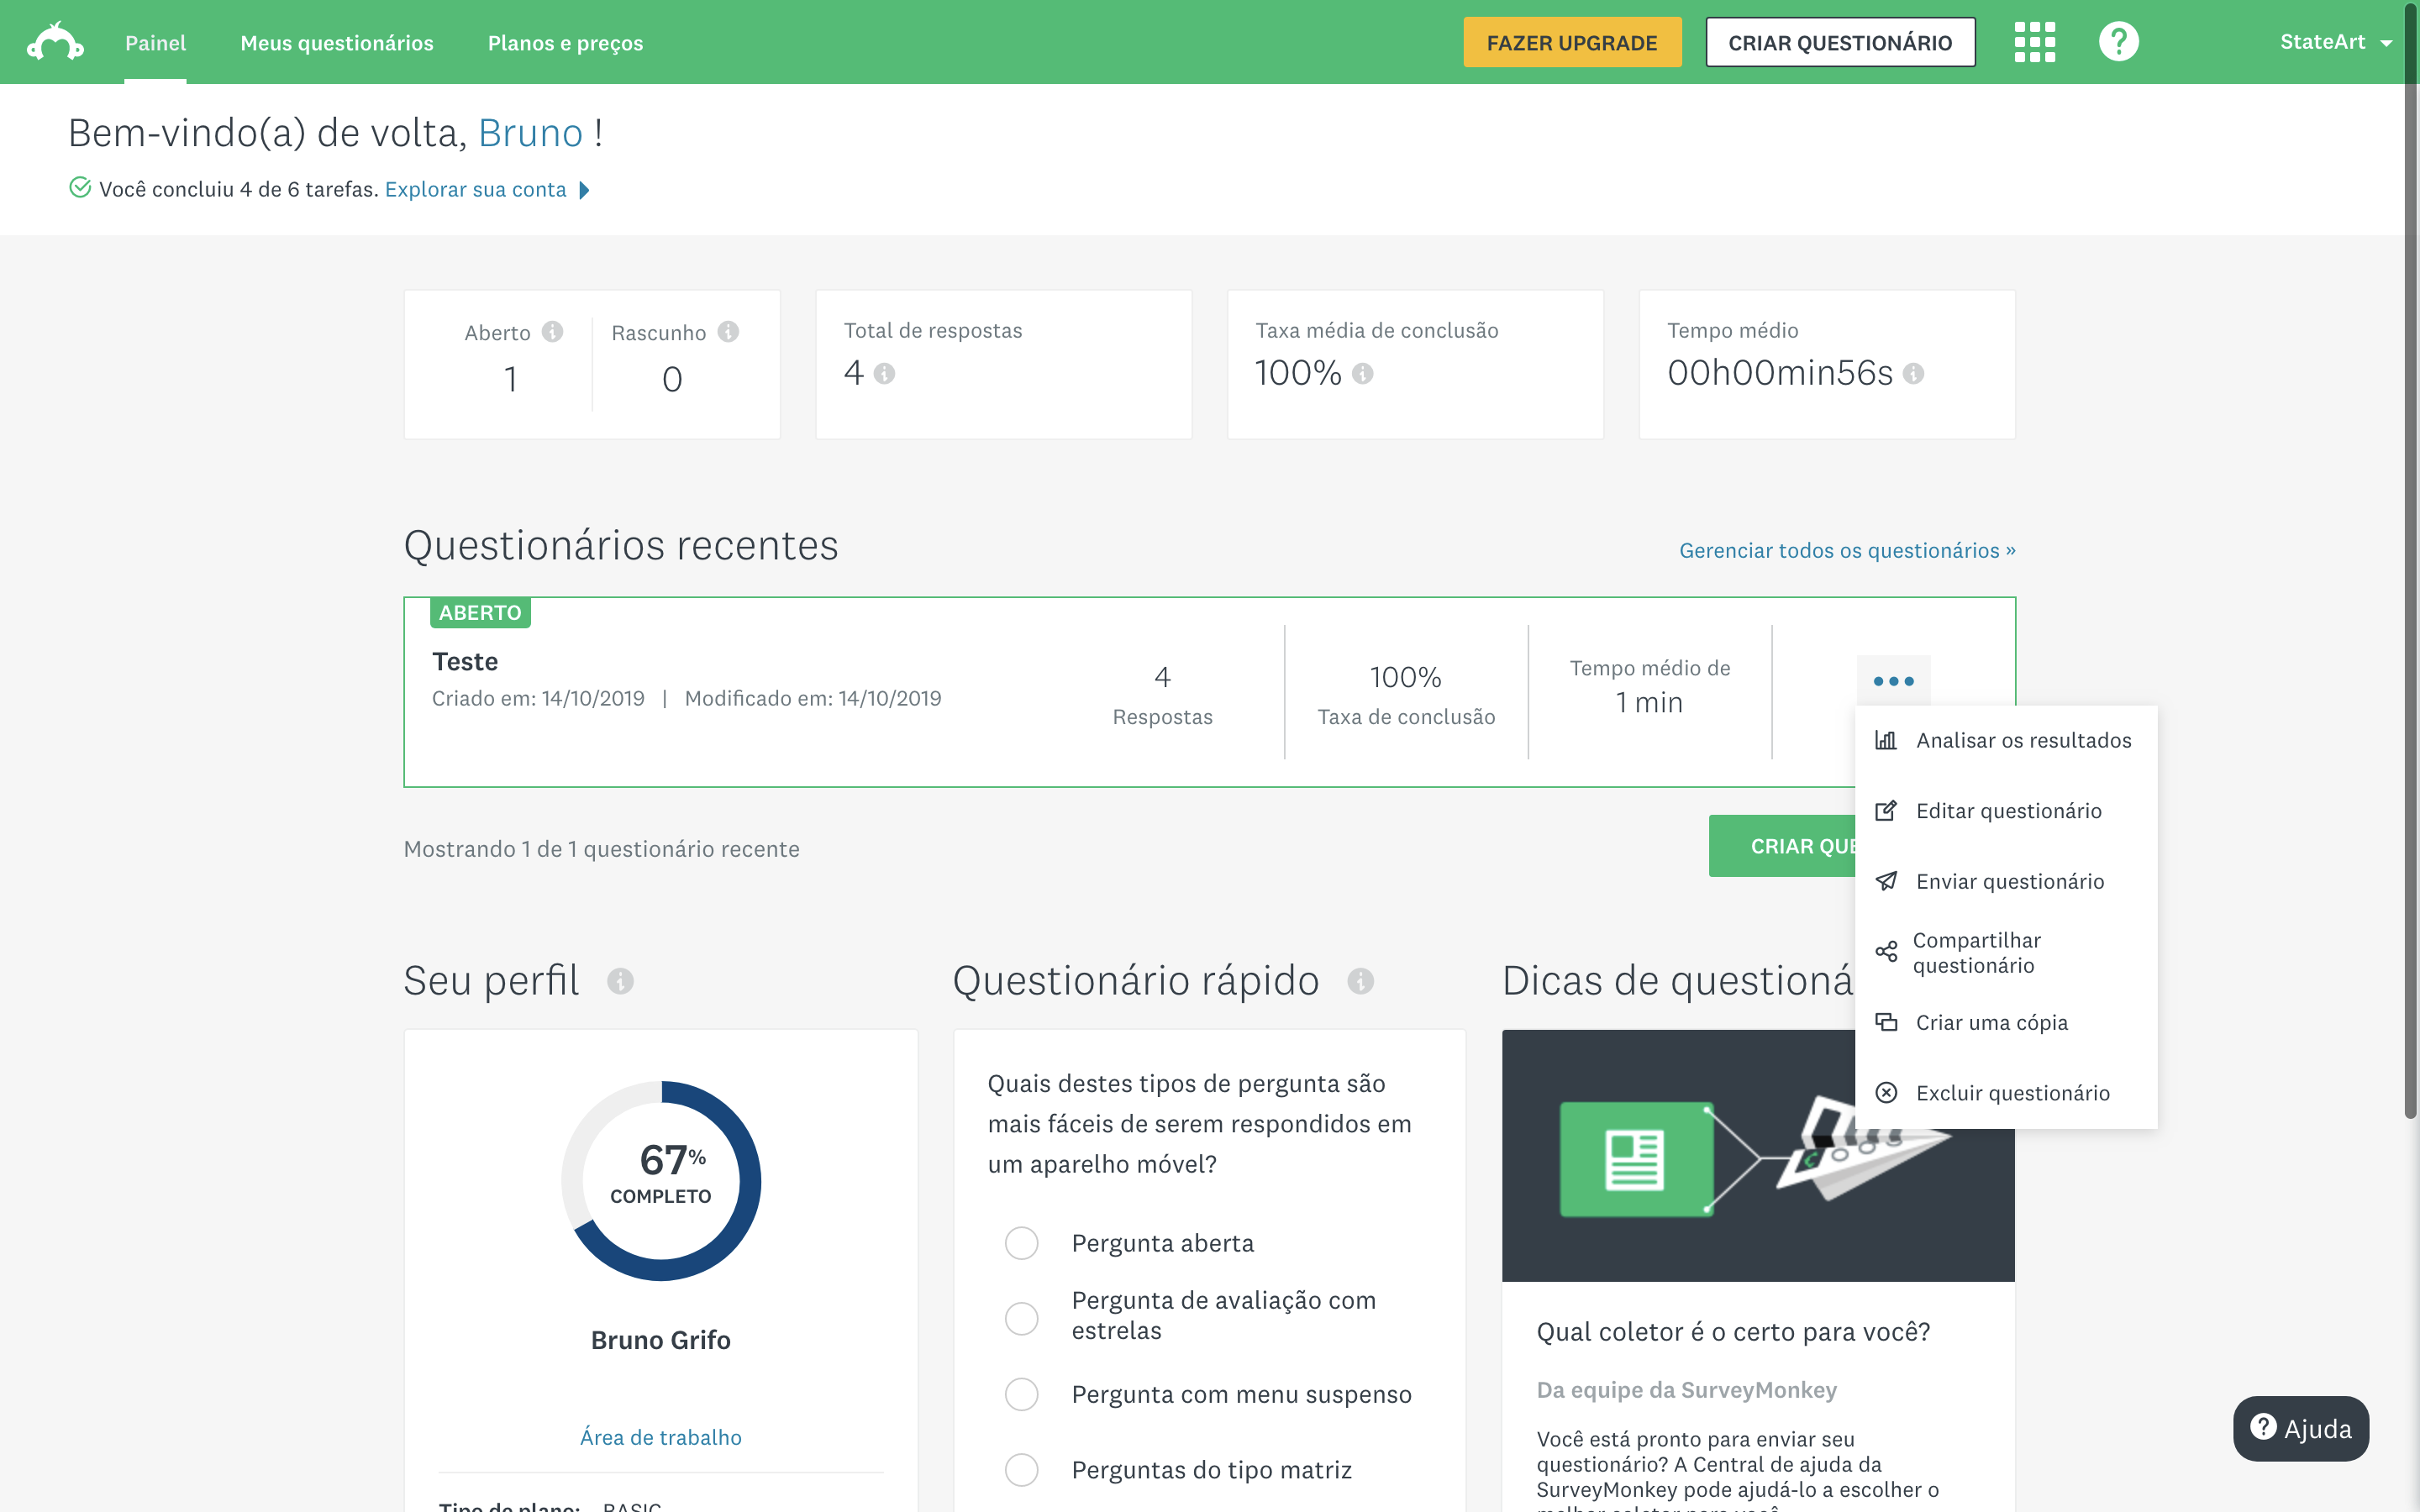 Painel
Meus questionários
Planos e preços
FAZER UPGRADE
CRIAR QUESTIONÁRIO
StateArt
Bem-vindo(a) de volta, Bruno !
Você concluiu 4 de 6 tarefas. Explorar sua conta
Aberto
1
Rascunho
0
Total de respostas
4
Taxa média de conclusão
100%
Tempo médio
00h00min56s
Questionários recentes
Gerenciar todos os questionários »
ABERTO
Teste
Criado em: 14/10/2019 | Modificado em: 14/10/2019
4
Respostas
100%
Taxa de conclusão
Tempo médio de
1 min
Analisar os resultados
Editar questionário
Enviar questionário
Compartilhar
questionário
Criar uma cópia
Excluir questionário
Mostrando 1 de 1 questionário recente
CRIAR QUE
Seu perfil
67%
COMPLETO
Bruno Grifo
Área de trabalho
Tipo de plano: BASIC
Questionário rápido
Quais destes tipos de pergunta são
mais fáceis de serem respondidos em
um aparelho móvel?
Pergunta aberta
Pergunta de avaliação com
estrelas
Pergunta com menu suspenso
Perguntas do tipo matriz
Dicas de questioná
Qual coletor é o certo para você?
Da equipe da SurveyMonkey
Você está pronto para enviar seu
questionário? A Central de ajuda da
SurveyMonkey pode ajudá-lo a escolher o
melhor coletor para você
Ajuda